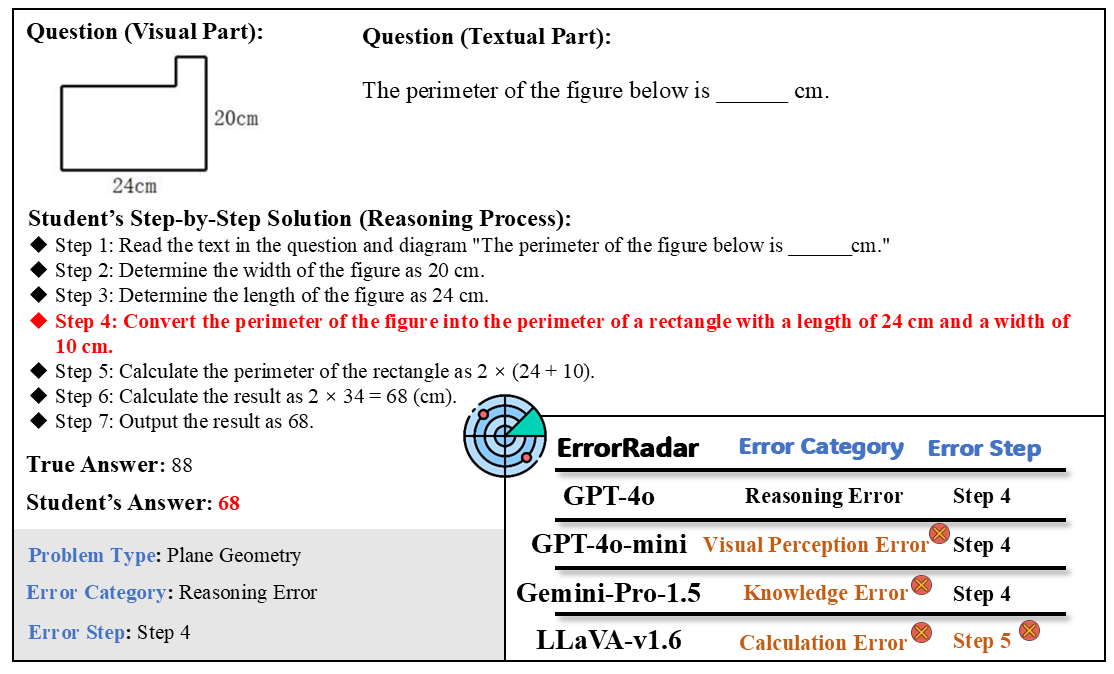 Question (Visual Part):
Question (Textual Part):
The perimeter of the figure below is ______ cm.
20cm
24cm
Student’s Step-by-Step Solution (Reasoning Process):
◆ Step 1: Read the text in the question and diagram "The perimeter of the figure below is ______cm."
◆ Step 2: Determine the width of the figure as 20 cm.
◆ Step 3: Determine the length of the figure as 24 cm.
◆ Step 4: Convert the perimeter of the figure into the perimeter of a rectangle with a length of 24 cm and a width of
10 cm.
◆ Step 5: Calculate the perimeter of the rectangle as 2 × (24 + 10).
◆ Step 6: Calculate the result as 2 × 34 = 68 (cm).
◆ Step 7: Output the result as 68.
True Answer: 88
Student’s Answer: 68
Problem Type: Plane Geometry
Error Category: Reasoning Error
Error Step: Step 4
ErrorRadar Error Category Error Step
GPT-4o Reasoning Error Step 4
GPT-4o-mini Visual Perception Error Step 4
Gemini-Pro-1.5 Knowledge Error Step 4
LLaVA-v1.6 Calculation Error Step 5